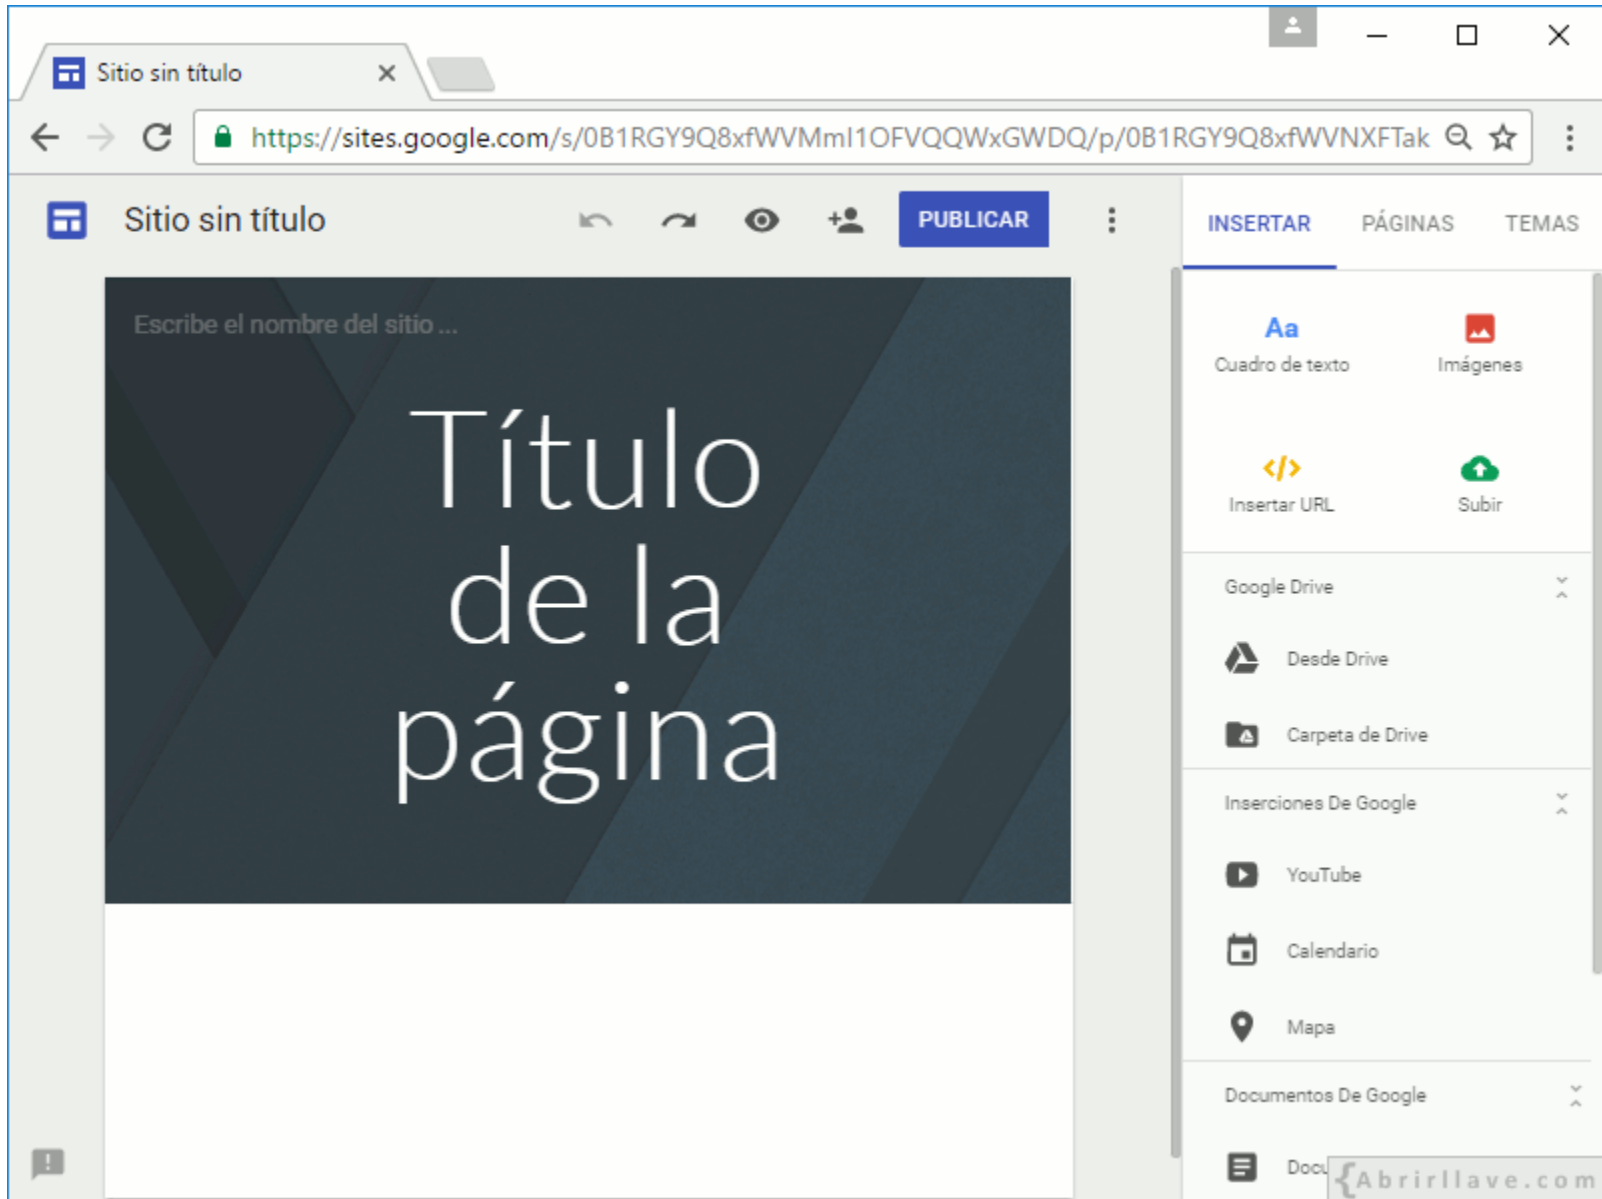 Sitio sin título
https://sites.google.com/s/0B1RGY9Q8xfWVMmI1OFVQQWxGWDQ/p/0B1RGY9Q8xfWVNXFTak
Sitio sin título
PUBLICAR
INSERTAR PÁGINAS TEMAS
Escribe el nombre del sitio ...
Título
de la
página
Aa
Cuadro de texto Imágenes
Insertar URL Subir
Google Drive
Desde Drive
Carpeta de Drive
Inserciones De Google
YouTube
Calendario
Mapa
Documentos De Google
Docu
{Abrirllave.com